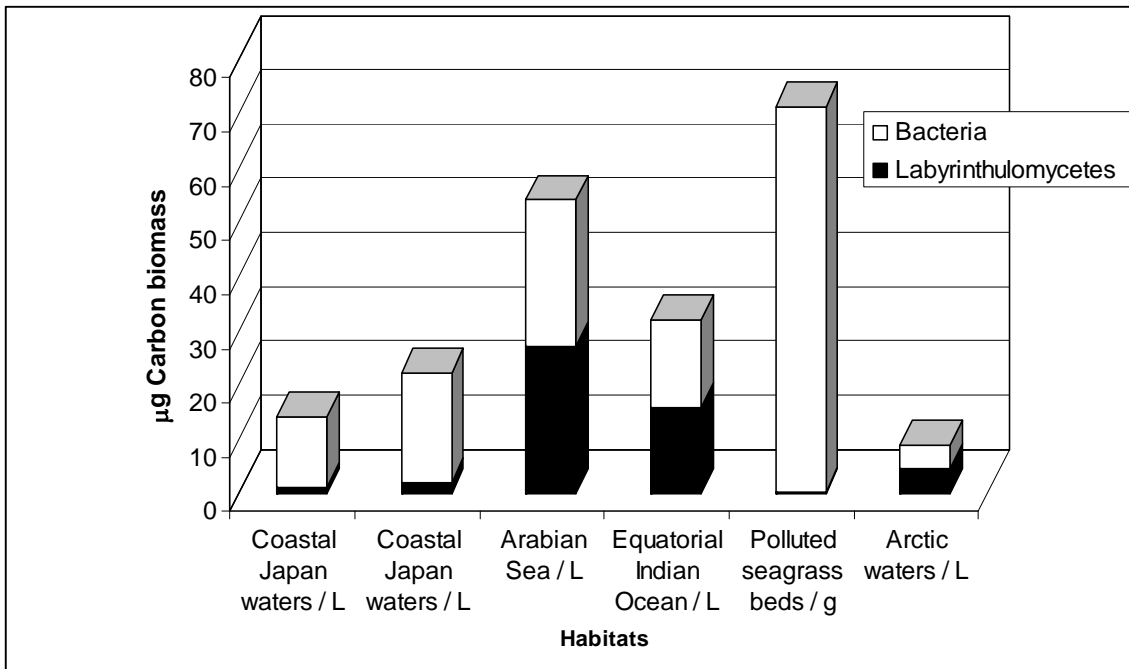 80
70
60
50
40
30
20
10
0
µg Carbon biomass
Bacteria
Labyrinthulomycetes
Coastal
Japan
waters / L
Coastal
Japan
waters / L
Arabian
Sea / L
Equatorial
Indian
Ocean / L
Polluted
seagrass
beds / g
Arctic
waters / L
Habitats